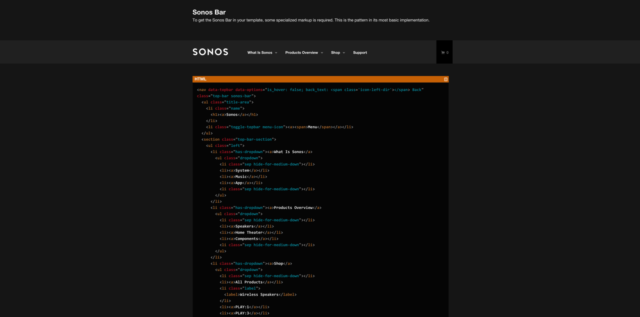 Sonos Bar
To get the Sonos Bar in your template, some specialized markup is required. This is the pattern in its most basic implementation.
SONOS What Is Sonos Products Overview Shop Support
HTML
<nav data-topbar data-options="is_hover: false, back_text: <span class='icon-left-dir'></span> Back"
class="top-bar sonos-bar">
<ul class="title-area">
<li class="name">
<h1><a>Sonos</a></h1>
</li>
<li class="toggle-topbar menu-icon"><a><span>Menu</span></a></li>
</ul>
<section class="top-bar-section">
<ul class="left">
<li class="has-dropdown"><a>What Is Sonos</a>
<ul class="dropdown">
<li class="sep hide-for-medium-down"></li>
<li><a>System</a></li>
<li><a>Music</a></li>
<li><a>App</a></li>
<li class="sep hide-for-medium-down"></li>
</ul>
</li>
<li class="has-dropdown"><a>Products Overview</a>
<ul class="dropdown">
<li class="sep hide-for-medium-down"></li>
<li><a>Speakers</a></li>
<li><a>Home Theater</a></li>
<li><a>Components</a></li>
<li class="sep hide-for-medium-down"></li>
</ul>
</li>
<li class="has-dropdown"><a>Shop</a>
<ul class="dropdown">
<li class="sep hide-for-medium-down"></li>
<li><a>All Products</a></li>
<li class="label">
<label>Wireless Speakers</label>
</li>
<li><a>PLAY:1</a></li>
<li><a>PLAY:3</a></li>